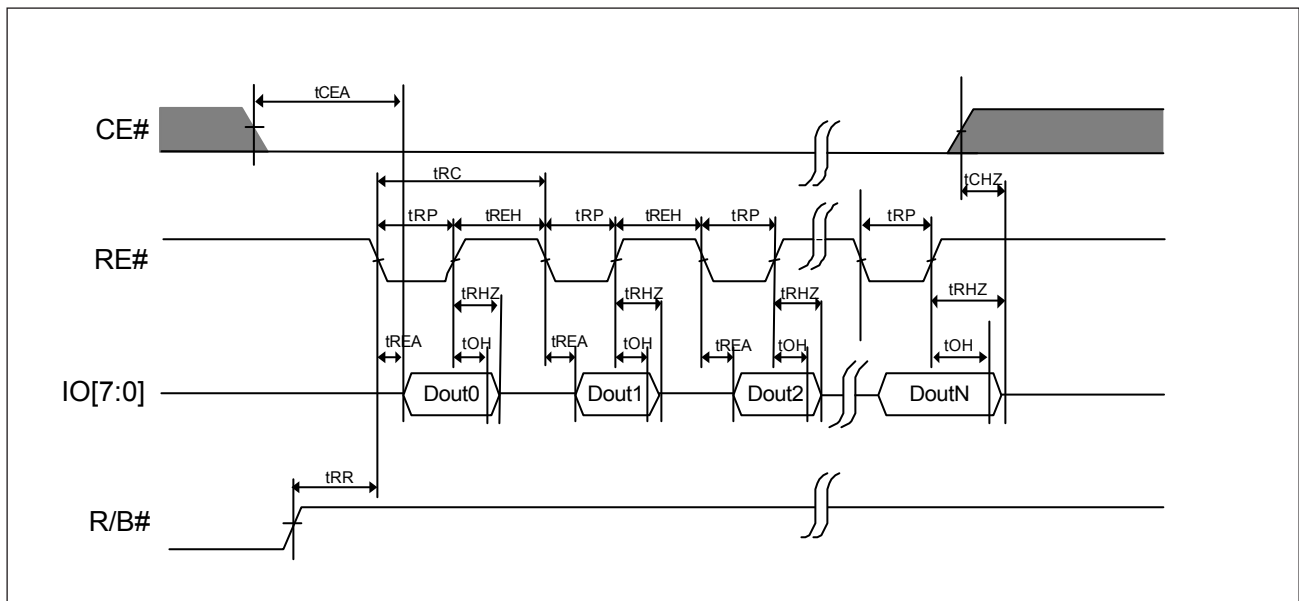 tCEA
CE#
tRC
tCHZ
tRP tREH tRP tREH tRP tRP
RE#
tRHZ tRHZ tRHZ tRHZ
tREA tOH tREA tOH tREA tOH tOH
IO[7:0] Dout0 Dout1 Dout2 DoutN
tRR
R/B#